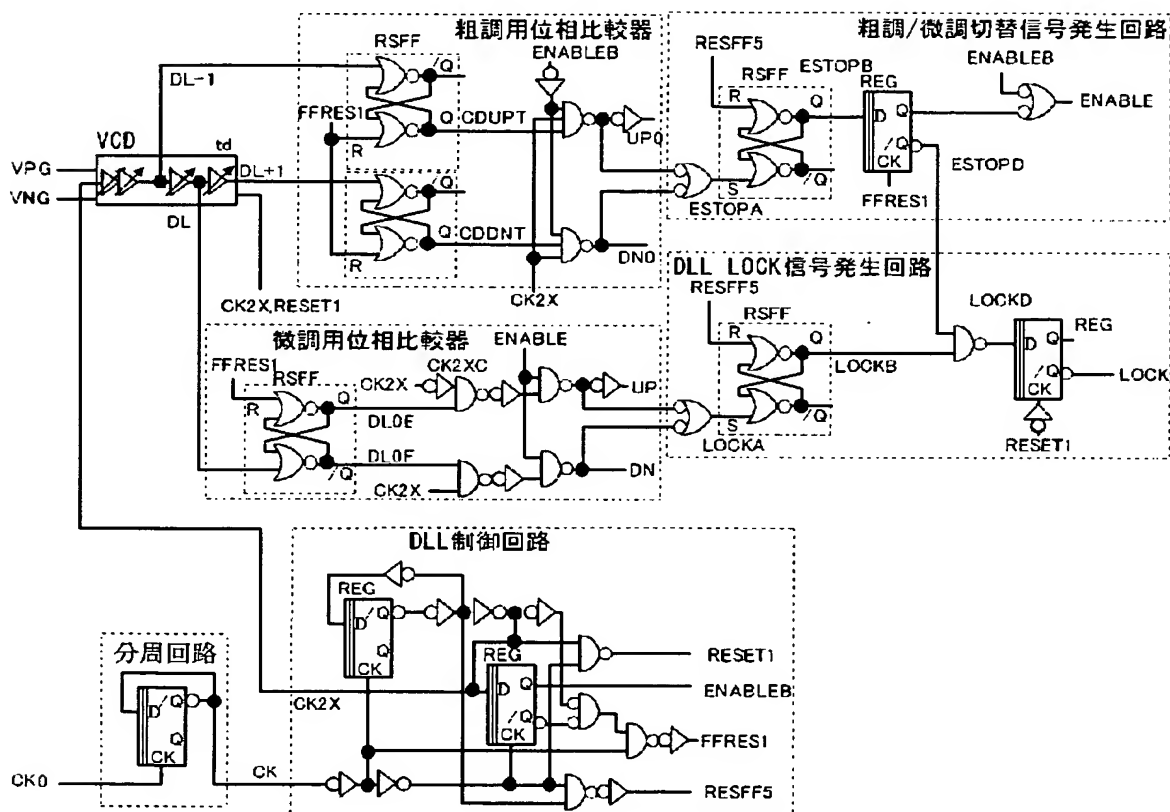 粗調用位相比較器
RSFF
/Q
ENABLEB
DL-1
FFRES1
Q
CDUPT
R
UP0
VCD
td
VPG
VNG
DL+1
DL
/Q
Q
CDDNT
R
DN0
CK2X
CK2X,RESET1
粗調/微調切替信号発生回路
RESFF5
RSFF
ESTOPB
REG
ENABLEB
R
Q
D
Q
ENABLE
/Q
CK
S
/Q
ESTOPA
FFRES1
ESTOPD
DLL LOCK信号発生回路
RESFF5
RSFF
LOCKD
REG
R
Q
D
Q
LOCKB
/Q
LOCK
CK
S
/Q
LOCKA
RESET1
微調用位相比較器
ENABLE
FFRES1
RSFF
CK2XC
CK2X
UP
R
Q
DL0E
DL0F
/Q
DN
CK2X
DLL制御回路
REG
D
/Q
Q
CK
REG
RESET1
D
Q
ENABLEB
/Q
CK
FFRES1
RESFF5
CK2X
分周回路
D
/Q
Q
CK
CK0
CK